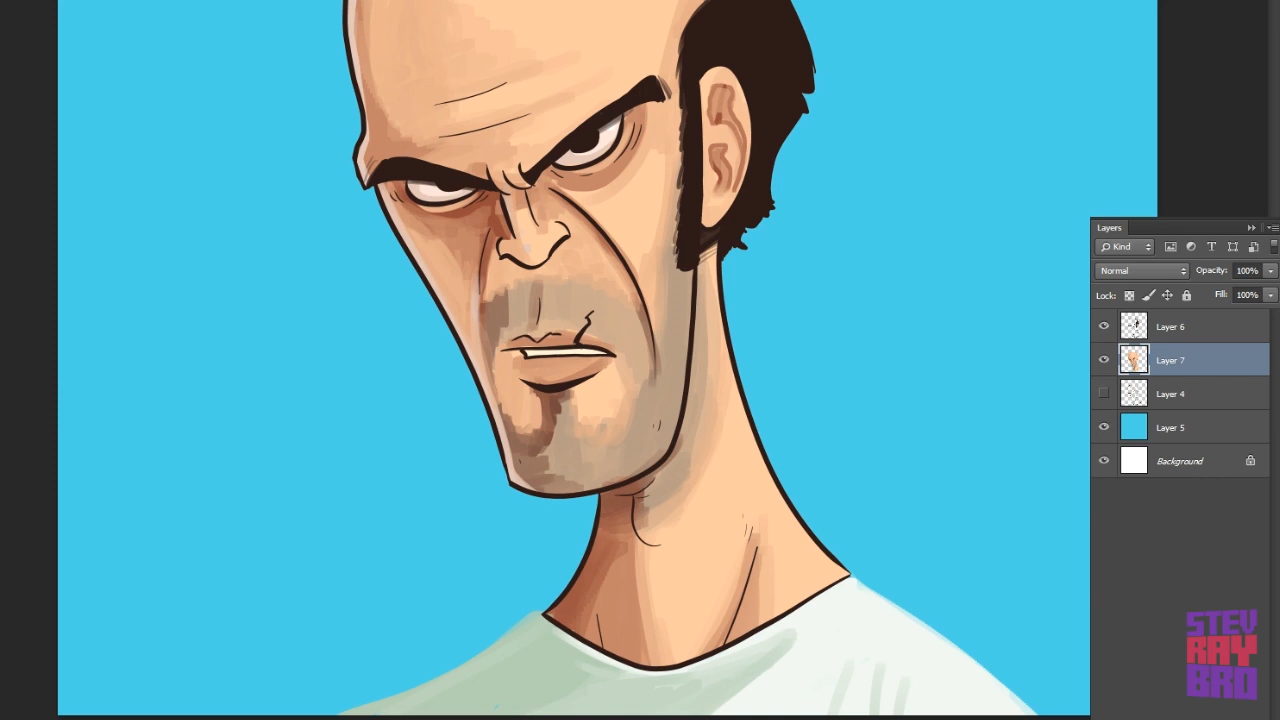 Layers
Kind
T
Normal
Opacity: 100%
Lock:
Fill: 100%
Layer 6
Layer 7
Layer 4
Layer 5
Background
STEV
RAY
BRO